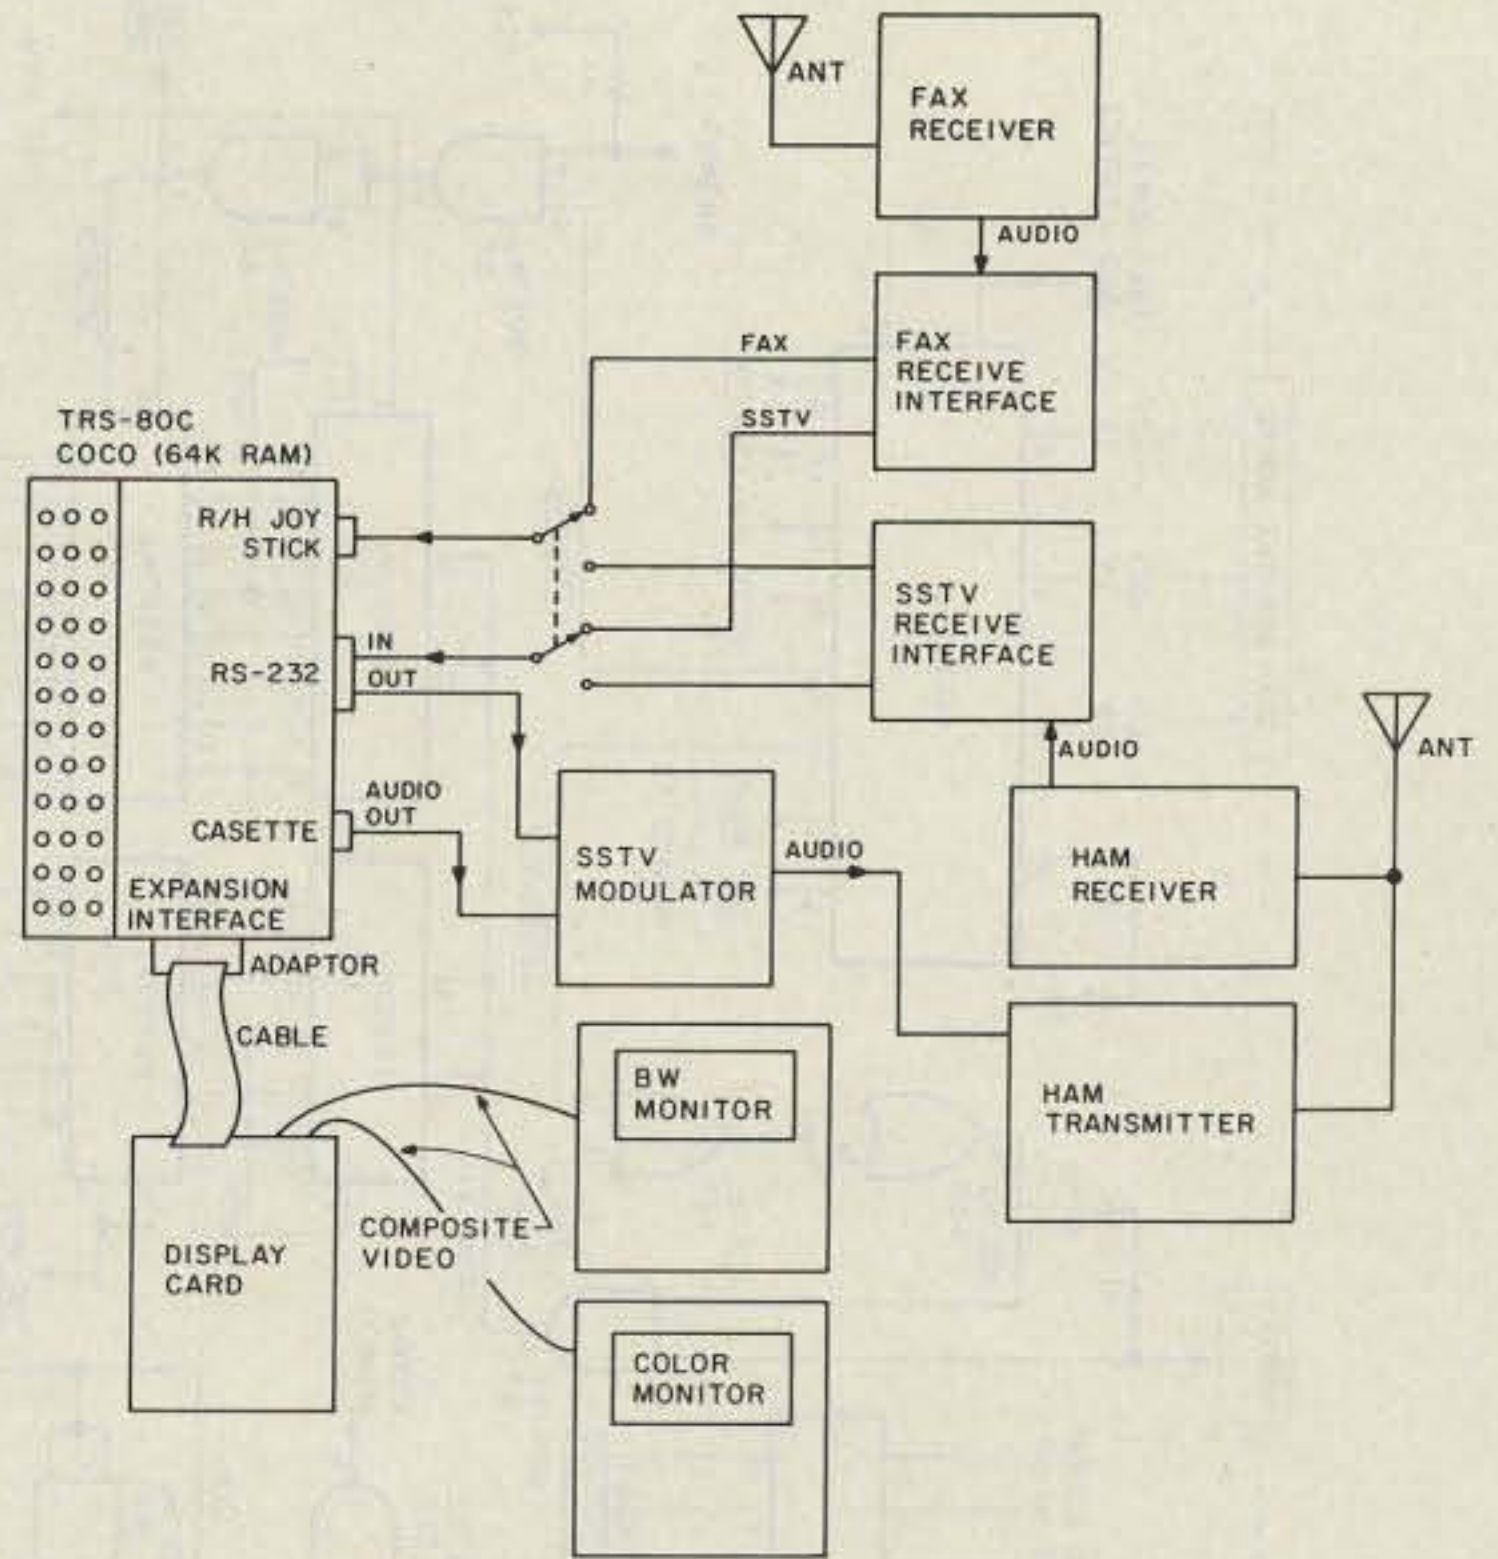 ANT
FAX
RECEIVER
AUDIO
FAX
RECEIVE
INTERFACE
FAX
SSTV
TRS-80C
COCO (64K RAM)
R/H JOY
STICK
IN
RS-232
OUT
SSTV
RECEIVE
INTERFACE
AUDIO
ANT
AUDIO
OUT
CASETTE
EXPANSION
INTERFACE
ADAPTOR
SSTV
MODULATOR
AUDIO
HAM
RECEIVER
CABLE
HAM
TRANSMITTER
BW
MONITOR
COMPOSITE
VIDEO
DISPLAY
CARD
COLOR
MONITOR